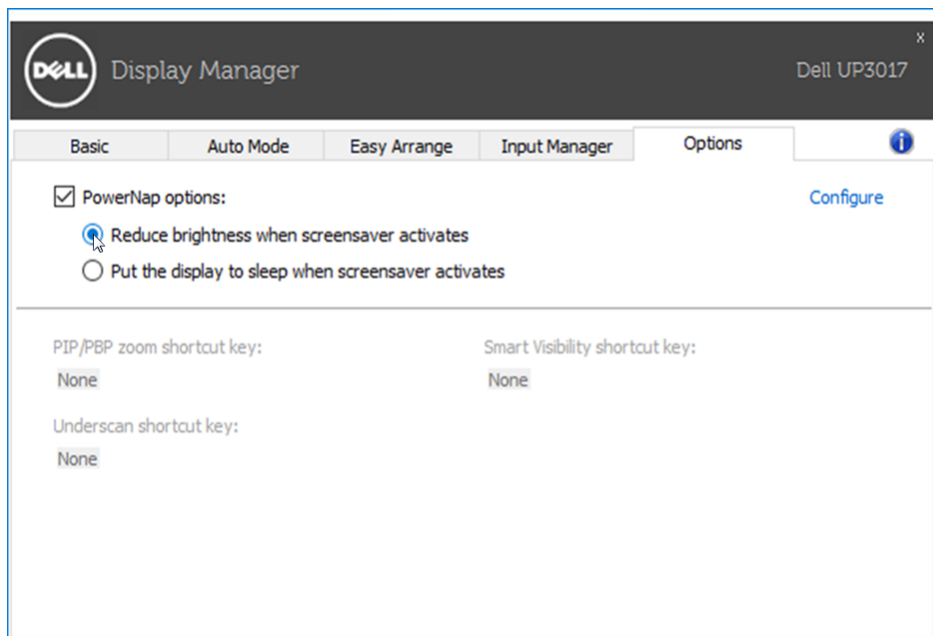 x
DELL Display Manager Dell UP3017
Basic Auto Mode Easy Arrange Input Manager Options i
PowerNap options: Configure
Reduce brightness when screensaver activates
Put the display to sleep when screensaver activates
PIP/PBP zoom shortcut key: Smart Visibility shortcut key:
None None
Underscan shortcut key:
None